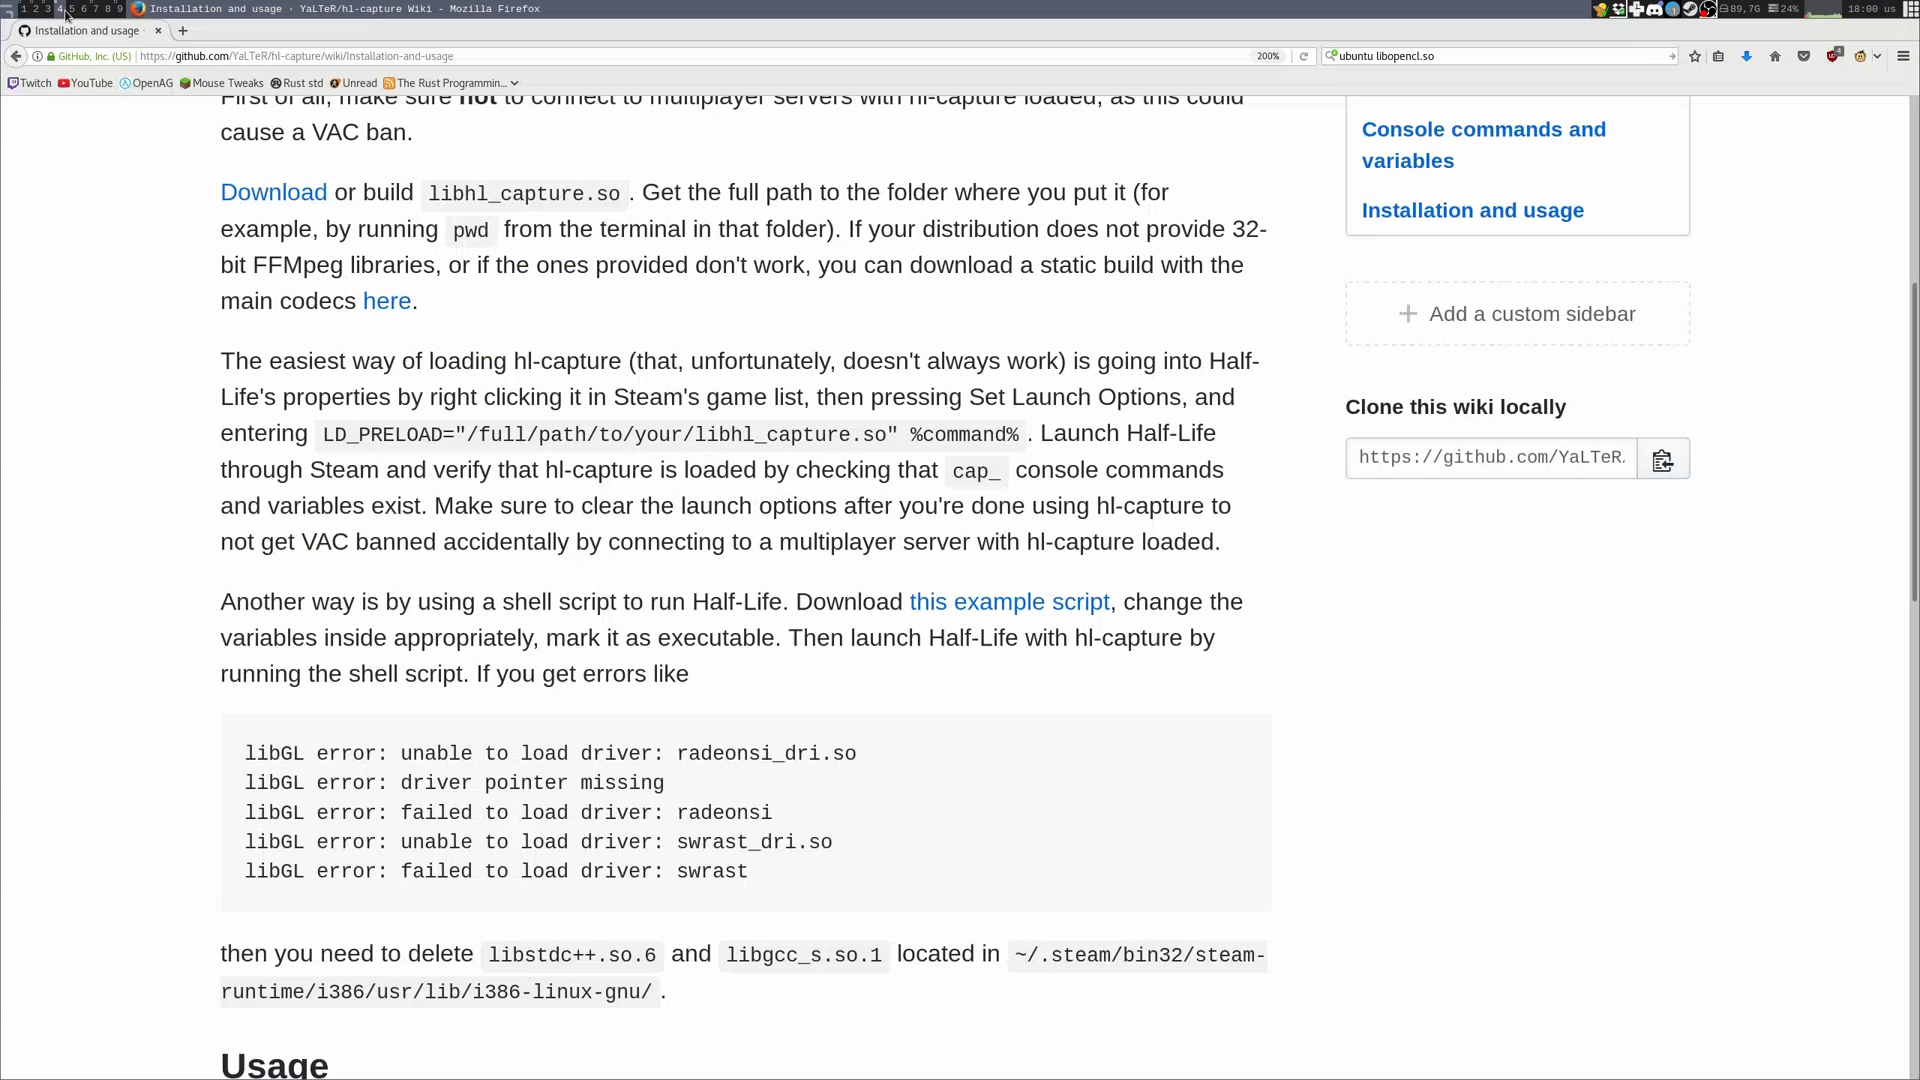 1 2 3 4 5 6 7 8 9 Installation and usage · YaLTeR/hl-capture Wiki - Mozilla Firefox 89,7G 24% 18:00 us
Installation and usage
GitHub, Inc. (US) https://github.com/YaLTeR/hl-capture/wiki/Installation-and-usage 200% ubuntu libopencl.so 4
Twitch YouTube OpenAG Mouse Tweaks Rust std Unread The Rust Programmin...
First of all, make sure not to connect to multiplayer servers with hl-capture loaded, as this could
cause a VAC ban.
Download or build libhl_capture.so . Get the full path to the folder where you put it (for
example, by running pwd from the terminal in that folder). If your distribution does not provide 32-
bit FFMpeg libraries, or if the ones provided don't work, you can download a static build with the
main codecs here.
The easiest way of loading hl-capture (that, unfortunately, doesn't always work) is going into Half-
Life's properties by right clicking it in Steam's game list, then pressing Set Launch Options, and
entering LD_PRELOAD="/full/path/to/your/libhl_capture.so" %command% . Launch Half-Life
through Steam and verify that hl-capture is loaded by checking that cap_ console commands
and variables exist. Make sure to clear the launch options after you're done using hl-capture to
not get VAC banned accidentally by connecting to a multiplayer server with hl-capture loaded.
Another way is by using a shell script to run Half-Life. Download this example script, change the
variables inside appropriately, mark it as executable. Then launch Half-Life with hl-capture by
running the shell script. If you get errors like
libGL error: unable to load driver: radeonsi_dri.so
libGL error: driver pointer missing
libGL error: failed to load driver: radeonsi
libGL error: unable to load driver: swrast_dri.so
libGL error: failed to load driver: swrast
then you need to delete libstdc++.so.6 and libgcc_s.so.1 located in ~/.steam/bin32/steam-
runtime/i386/usr/lib/i386-linux-gnu/ .
Usage
Console commands and
variables
Installation and usage
Add a custom sidebar
Clone this wiki locally
https://github.com/YaLTeR.